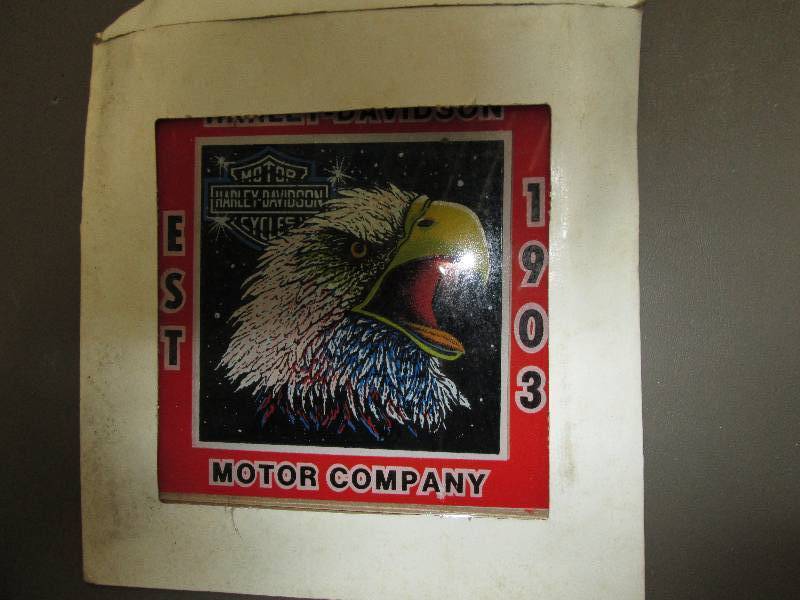 HARLEY-DAVIDSON
MOTOR
HARLEY-DAVIDSON
CYCLES
EST
1903
MOTOR COMPANY